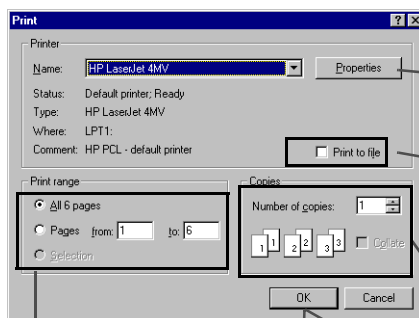 Print
Printer
Name: HP LaserJet 4MV Properties
Status: Default printer; Ready
Type: HP LaserJet 4MV
Where: LPT1:
Comment: HP PCL - default printer Print to file
Print range Copies
All 6 pages Number of copies: 1
Pages from: 1 to: 6
1 1 2 2 3 3 Collate
Selection
OK Cancel